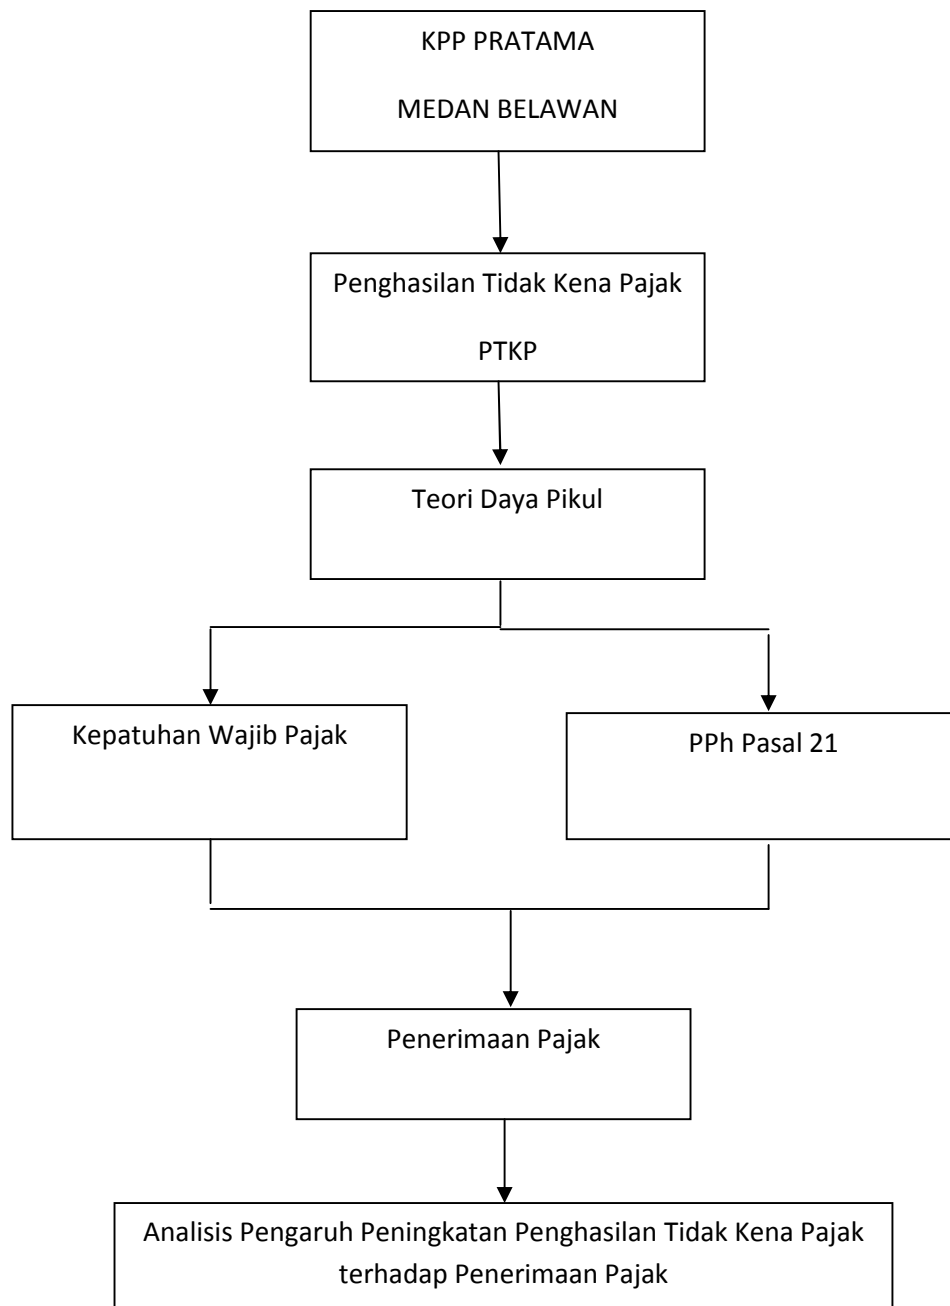 KPP PRATAMA
MEDAN BELAWAN
Penghasilan Tidak Kena Pajak
PTKP
Teori Daya Pikul
Kepatuhan Wajib Pajak
PPh Pasal 21
Penerimaan Pajak
Analisis Pengaruh Peningkatan Penghasilan Tidak Kena Pajak
terhadap Penerimaan Pajak